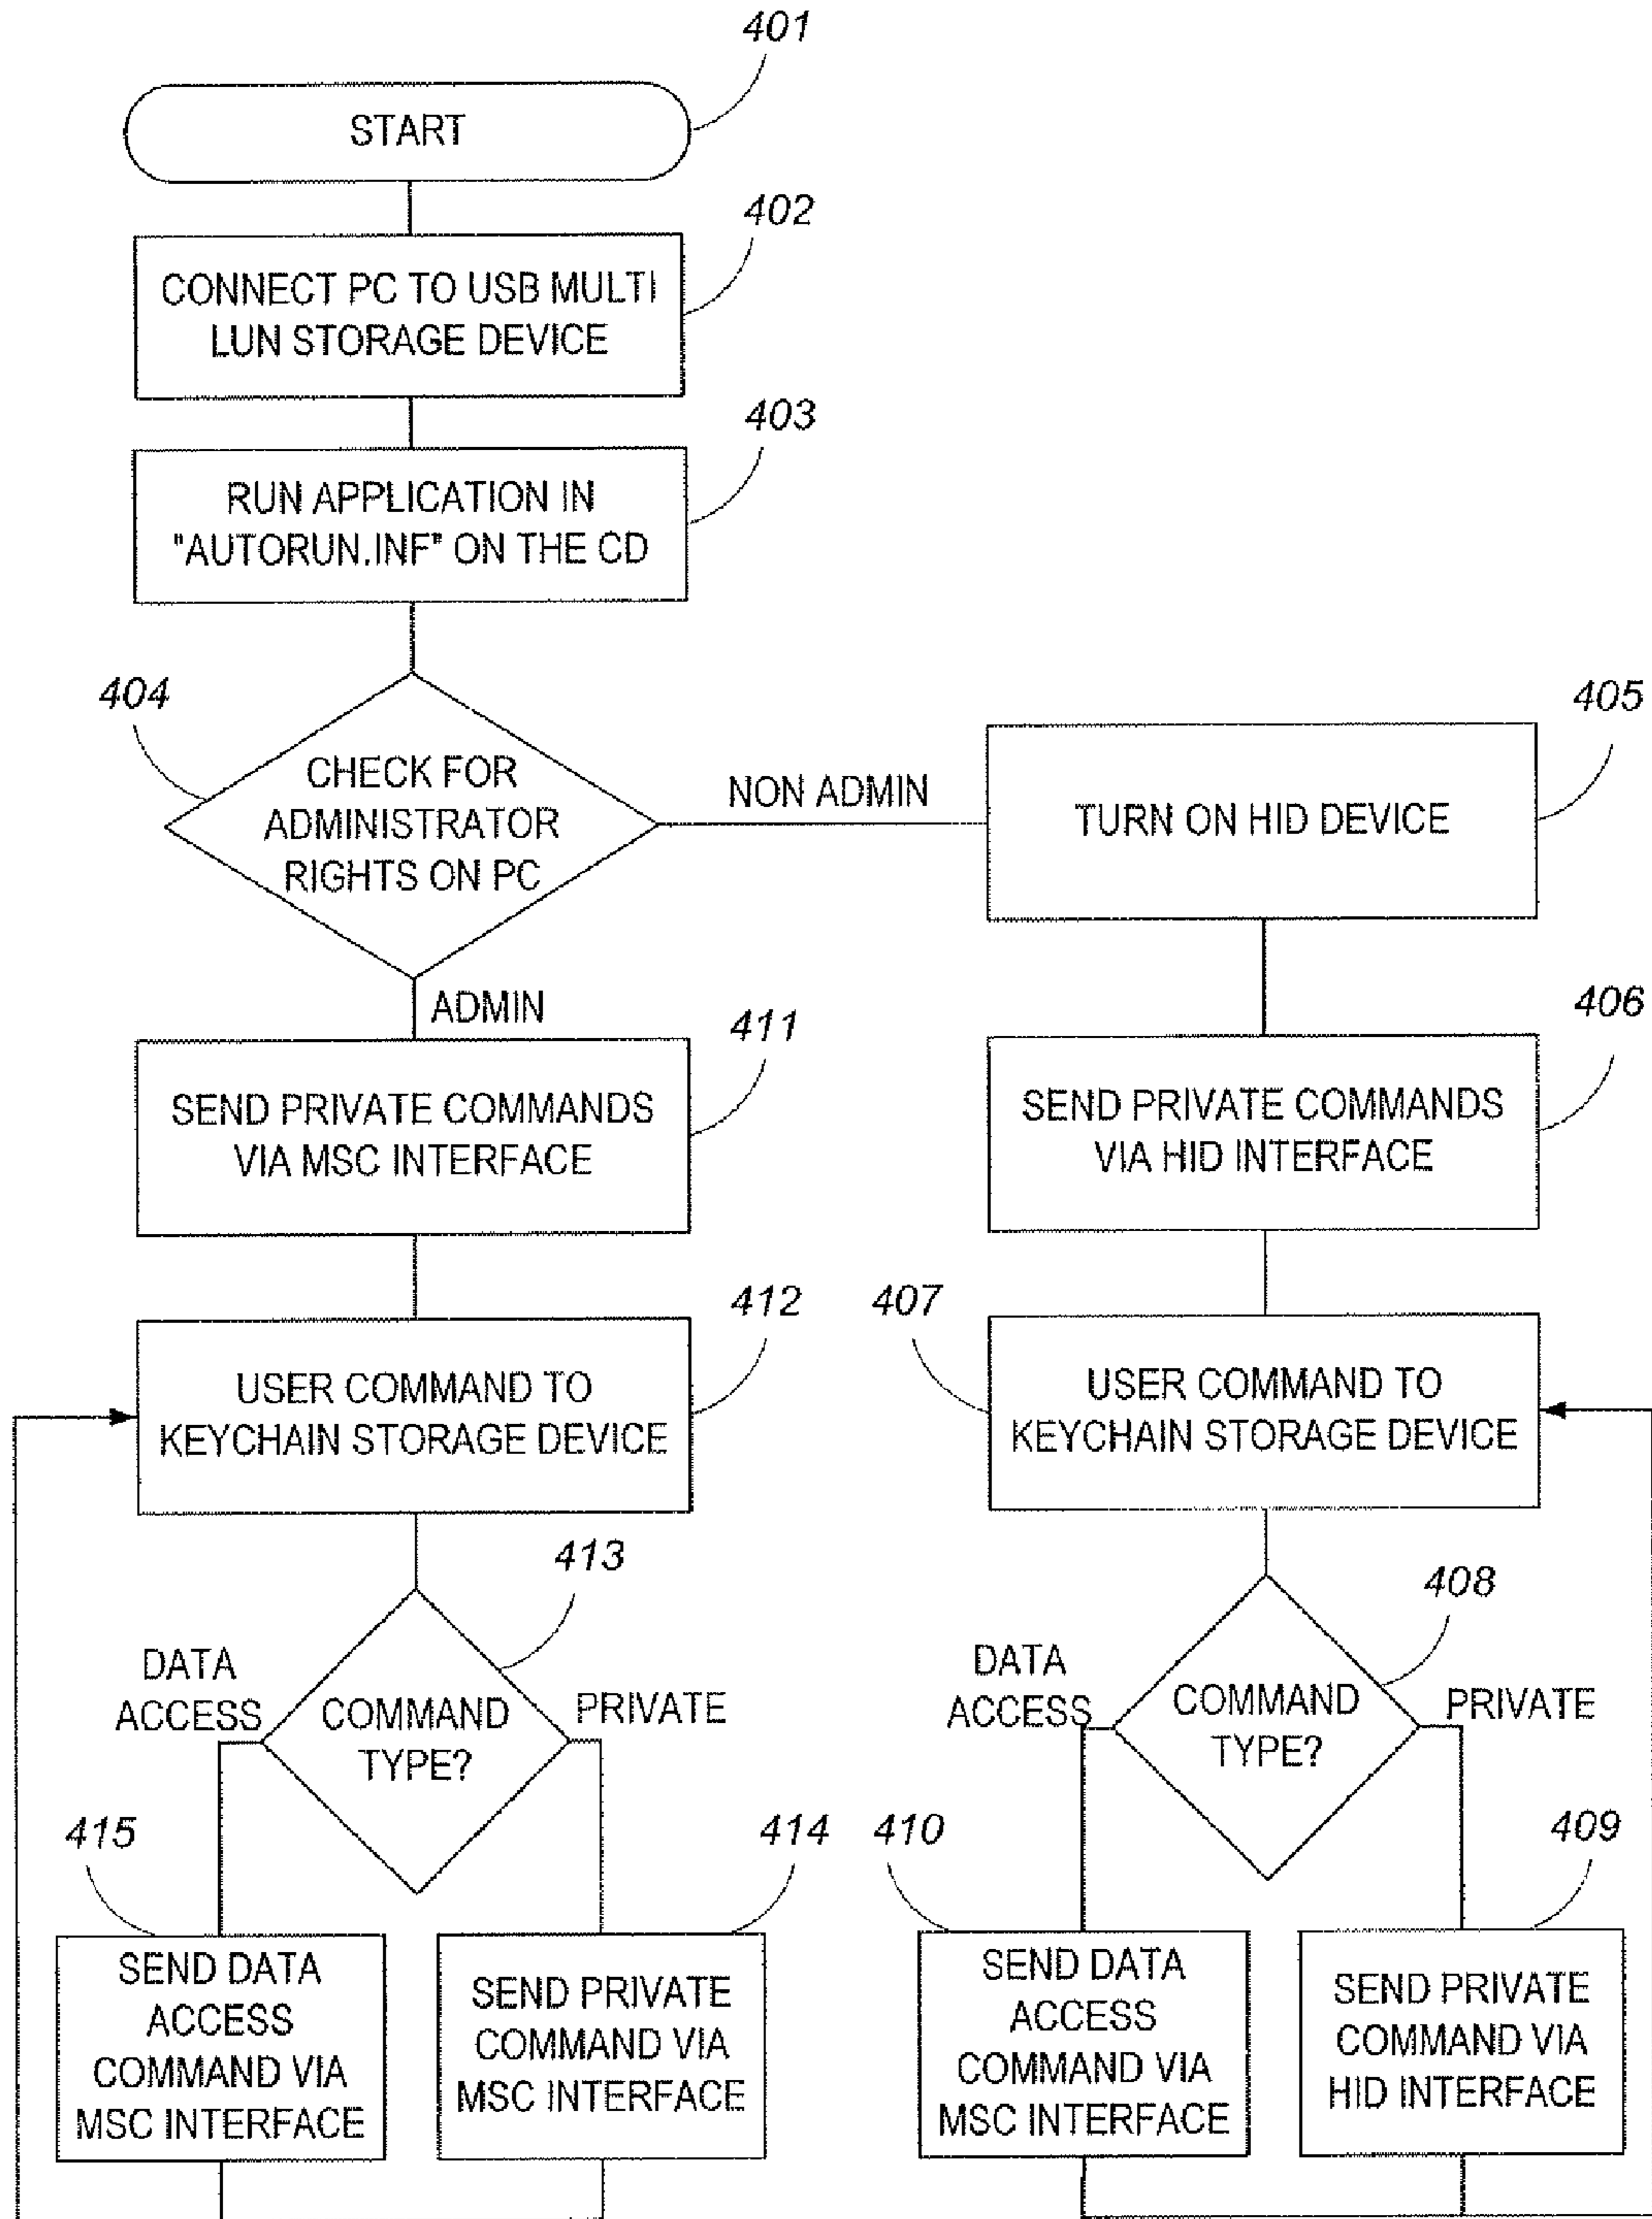 401
START
402
CONNECT PC TO USB MULTI
LUN STORAGE DEVICE
403
RUN APPLICATION IN
"AUTORUN.INF" ON THE CD
404
CHECK FOR
ADMINISTRATOR
RIGHTS ON PC
NON ADMIN
405
TURN ON HID DEVICE
ADMIN
411
SEND PRIVATE COMMANDS
VIA MSC INTERFACE
406
SEND PRIVATE COMMANDS
VIA HID INTERFACE
412
USER COMMAND TO
KEYCHAIN STORAGE DEVICE
407
USER COMMAND TO
KEYCHAIN STORAGE DEVICE
413
DATA
ACCESS
COMMAND
TYPE?
PRIVATE
408
DATA
ACCESS
COMMAND
TYPE?
PRIVATE
415
SEND DATA
ACCESS
COMMAND VIA
MSC INTERFACE
414
SEND PRIVATE
COMMAND VIA
MSC INTERFACE
410
SEND DATA
ACCESS
COMMAND VIA
MSC INTERFACE
409
SEND PRIVATE
COMMAND VIA
HID INTERFACE